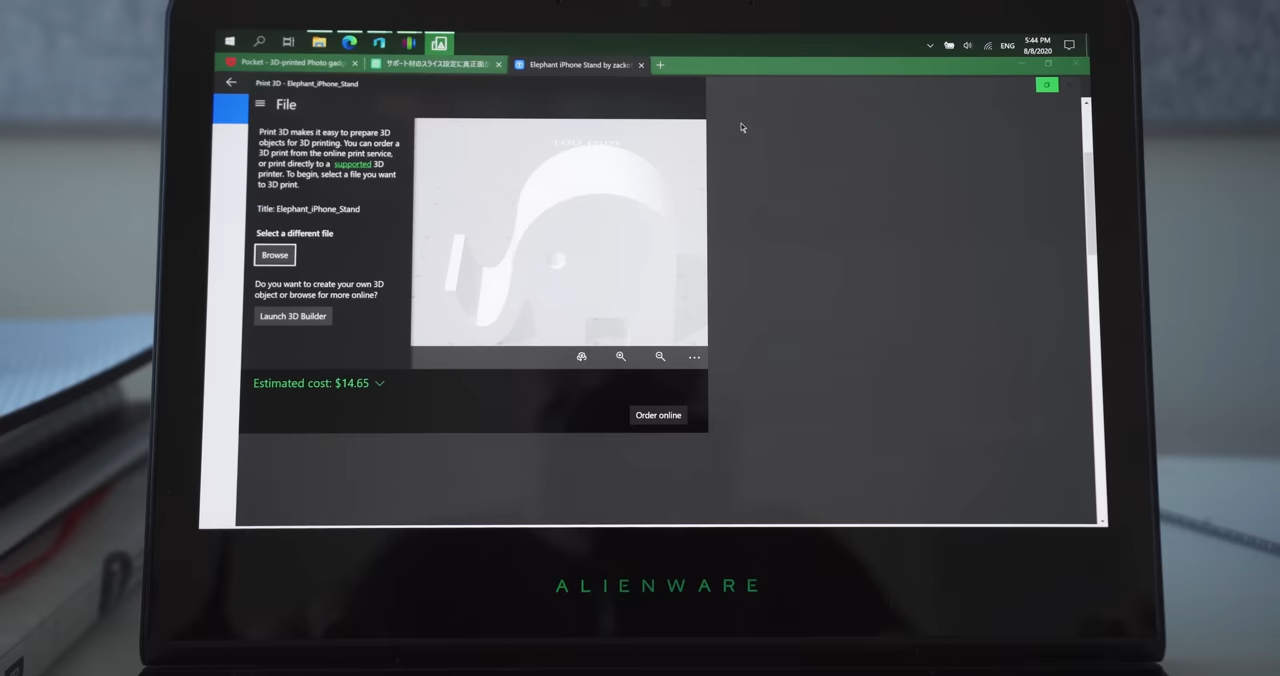 ENG
5:44 PM
8/8/2020
Pocket - 3D-printed Photo gadg
サポート材のスライス設定に真正面か
Elephant iPhone Stand by zacko
Print 3D - Elephant_iPhone_Stand
File
Print 3D makes it easy to prepare 3D
objects for 3D printing. You can order
a 3D print from the online print service,
or print directly to a supported 3D
printer. To begin, select a file you want
to 3D print.
Title: Elephant_iPhone_Stand
Select a different file
Browse
Do you want to create your own 3D
object or browse for more online?
Launch 3D Builder
Estimated cost: $14.65
Order online
ALIENWARE